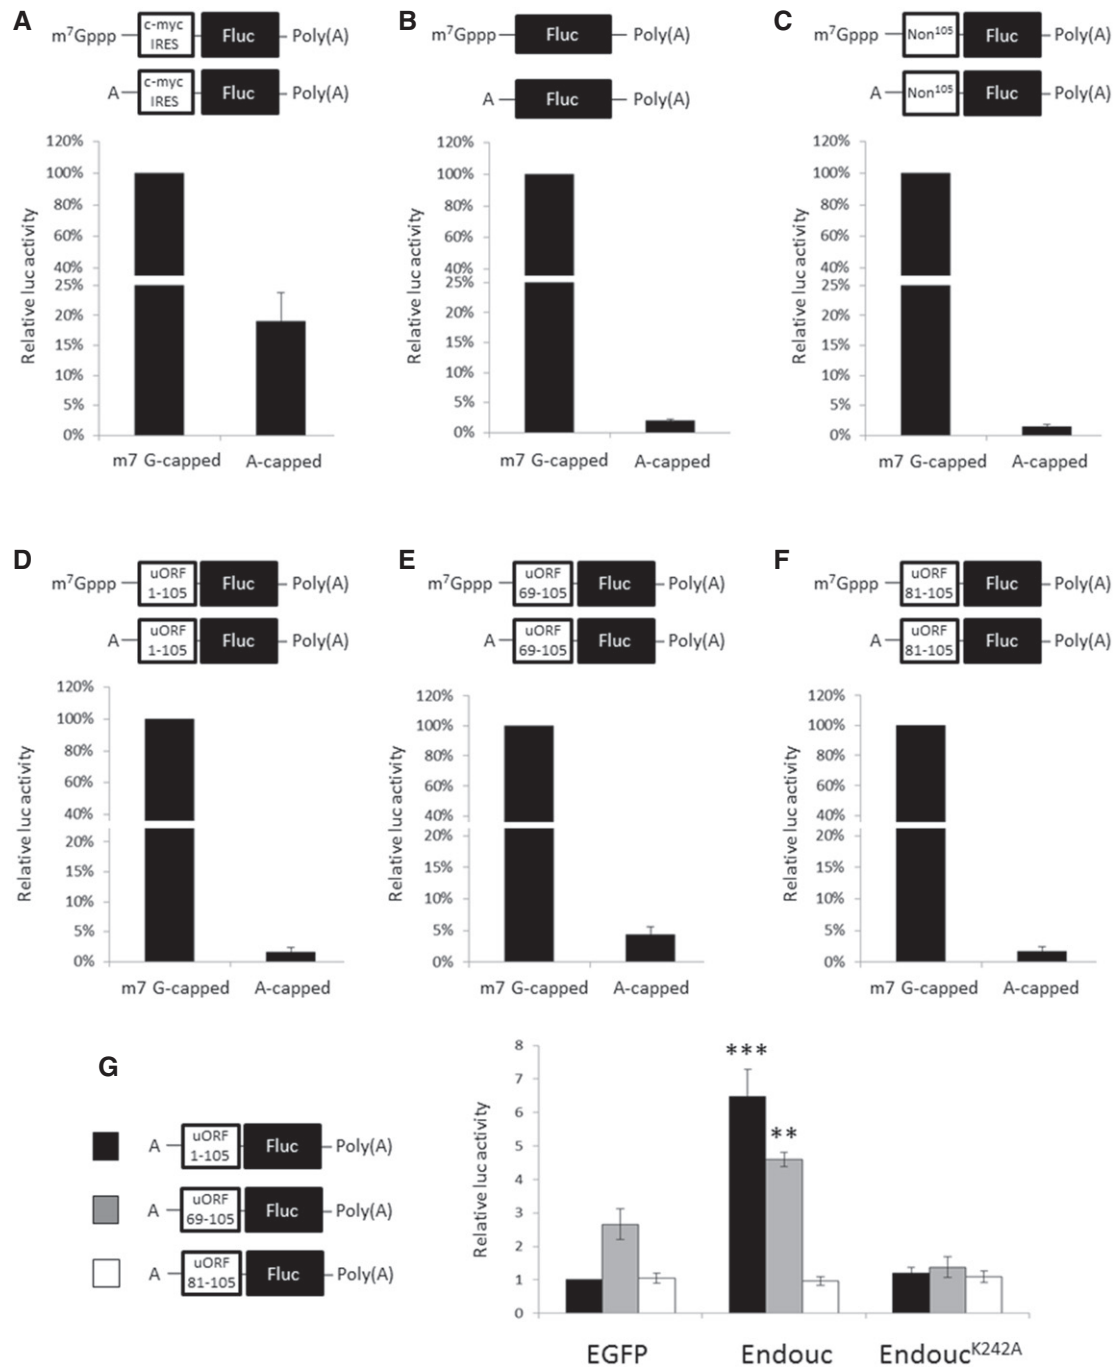 A
m⁷Gppp c-myc IRES Fluc Poly(A)
A c-myc IRES Fluc Poly(A)
Relative luc activity
120%
100%
80%
60%
40%
25%
20%
15%
10%
5%
0%
m7 G-capped A-capped
B
m⁷Gppp Fluc Poly(A)
A Fluc Poly(A)
Relative luc activity
120%
100%
80%
60%
40%
25%
20%
15%
10%
5%
0%
m7 G-capped A-capped
C
m⁷Gppp Non¹⁰⁵ Fluc Poly(A)
A Non¹⁰⁵ Fluc Poly(A)
Relative luc activity
120%
100%
80%
60%
40%
25%
20%
15%
10%
5%
0%
m7 G-capped A-capped
D
m⁷Gppp uORF 1-105 Fluc Poly(A)
A uORF 1-105 Fluc Poly(A)
Relative luc activity
120%
100%
80%
60%
40%
20%
15%
10%
5%
0%
m7 G-capped A-capped
E
m⁷Gppp uORF 69-105 Fluc Poly(A)
A uORF 69-105 Fluc Poly(A)
Relative luc activity
120%
100%
80%
60%
40%
20%
15%
10%
5%
0%
m7 G-capped A-capped
F
m⁷Gppp uORF 81-105 Fluc Poly(A)
A uORF 81-105 Fluc Poly(A)
Relative luc activity
120%
100%
80%
60%
40%
20%
15%
10%
5%
0%
m7 G-capped A-capped
G
A uORF 1-105 Fluc Poly(A)
A uORF 69-105 Fluc Poly(A)
A uORF 81-105 Fluc Poly(A)
Relative luc activity
8
7
6
5
4
3
2
1
0
***
**
EGFP Endouc Endouc^K242A